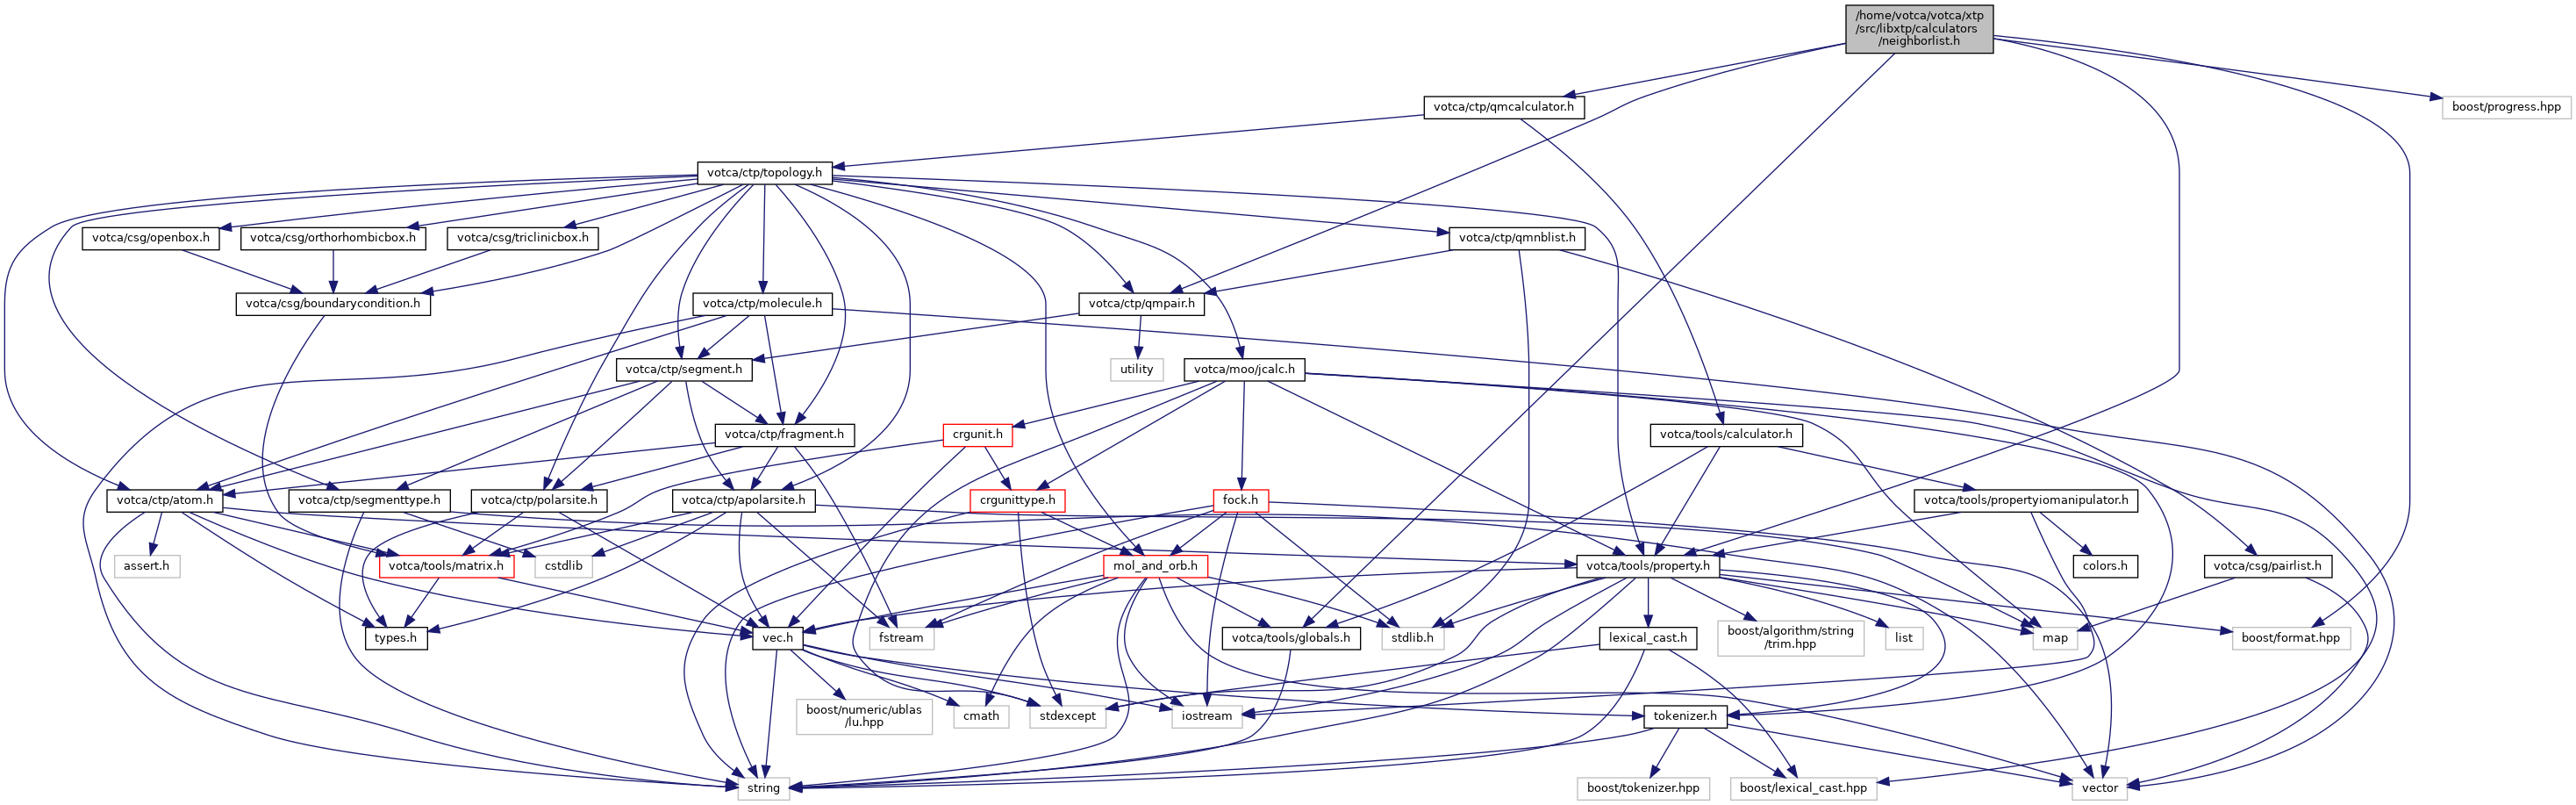 /home/votca/votca/xtp
/src/libxtp/calculators
/neighborlist.h
votca/ctp/qmcalculator.h
boost/progress.hpp
votca/ctp/topology.h
votca/csg/openbox.h
votca/csg/orthorhombicbox.h
votca/csg/triclinicbox.h
votca/ctp/qmnblist.h
votca/csg/boundarycondition.h
votca/ctp/molecule.h
votca/ctp/qmpair.h
votca/ctp/segment.h
utility
votca/moo/jcalc.h
votca/ctp/fragment.h
crgunit.h
votca/tools/calculator.h
votca/ctp/atom.h
votca/ctp/segmenttype.h
votca/ctp/polarsite.h
votca/ctp/apolarsite.h
crgunittype.h
fock.h
votca/tools/propertyiomanipulator.h
assert.h
votca/tools/matrix.h
cstdlib
mol_and_orb.h
votca/tools/property.h
colors.h
votca/csg/pairlist.h
types.h
vec.h
fstream
votca/tools/globals.h
stdlib.h
lexical_cast.h
boost/algorithm/string
/trim.hpp
list
map
boost/format.hpp
boost/numeric/ublas
/lu.hpp
cmath
stdexcept
iostream
tokenizer.h
string
boost/tokenizer.hpp
boost/lexical_cast.hpp
vector